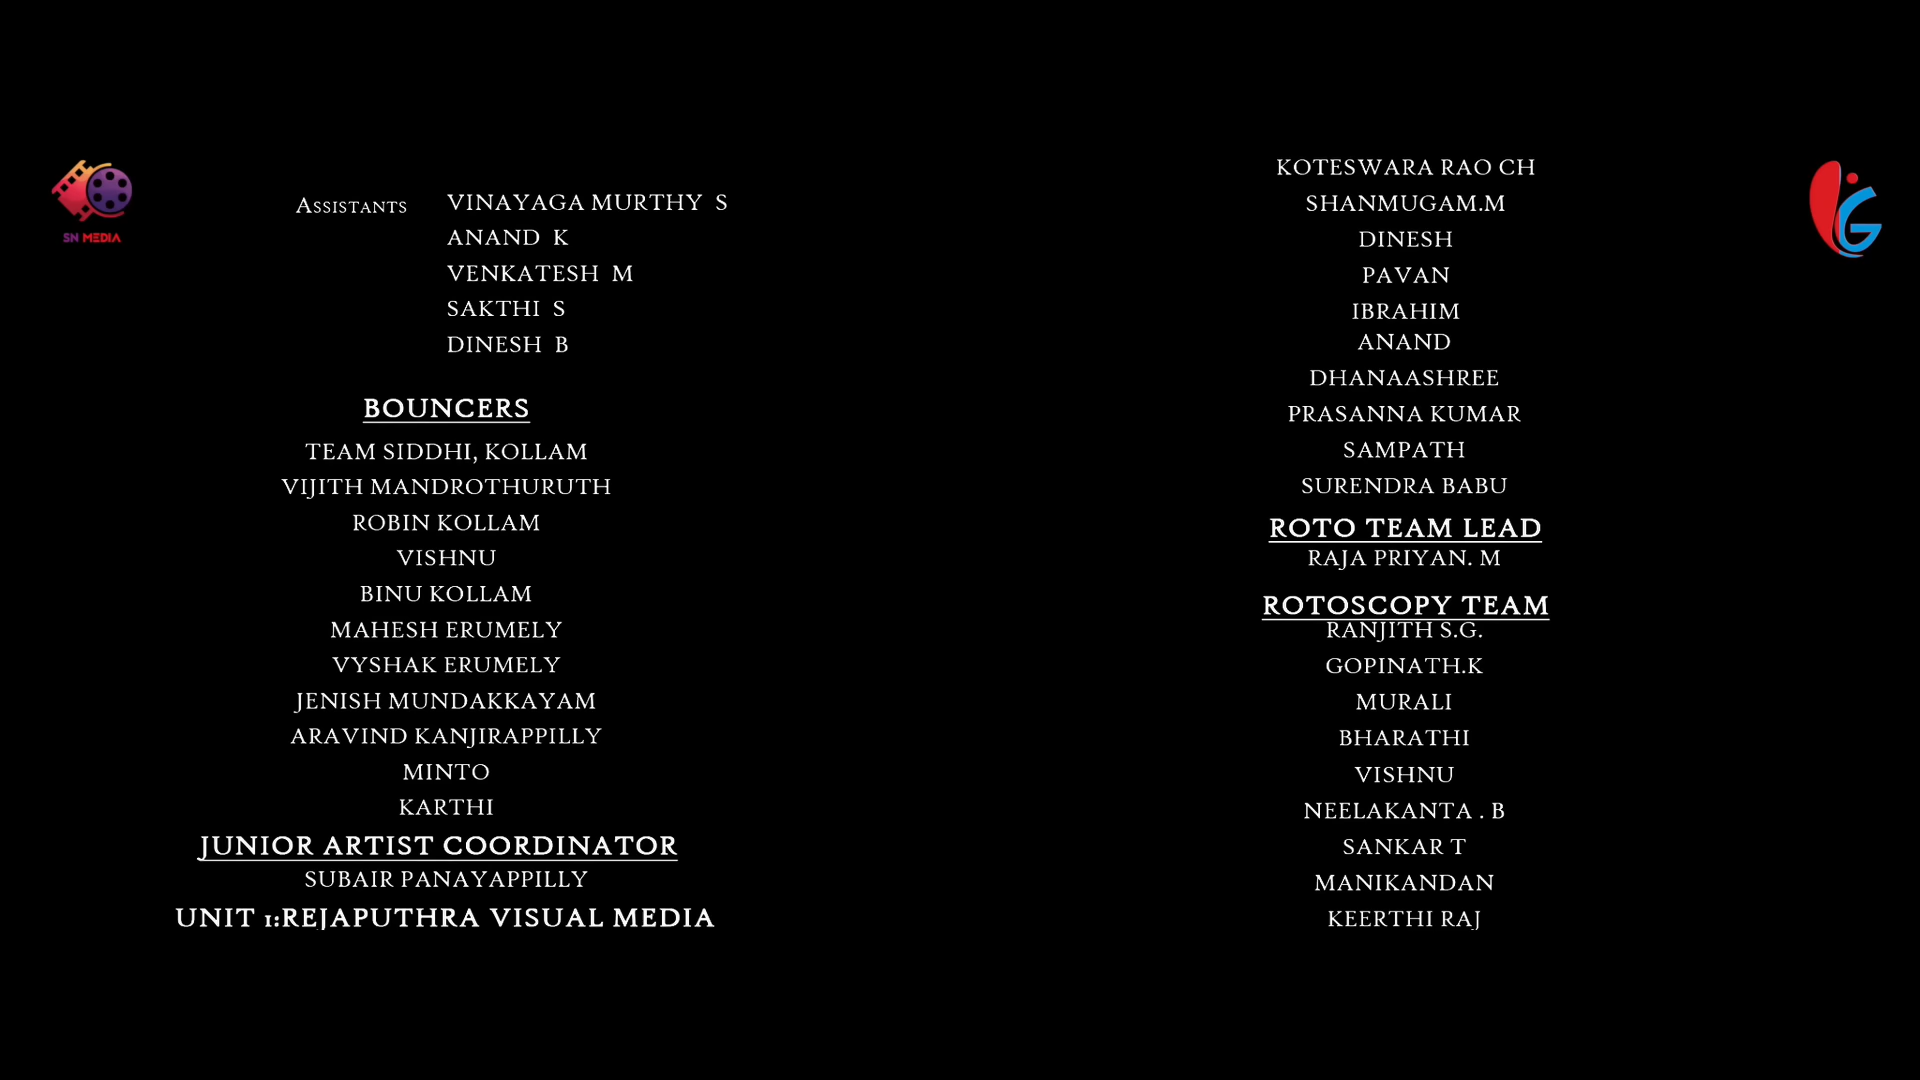 SN MEDIA
Assistants VINAYAGA MURTHY S
ANAND K
VENKATESH M
SAKTHI S
DINESH B
BOUNCERS
TEAM SIDDHI, KOLLAM
VIJITH MANDROTHURUTH
ROBIN KOLLAM
VISHNU
BINU KOLLAM
MAHESH ERUMELY
VYSHAK ERUMELY
JENISH MUNDAKKAYAM
ARAVIND KANJIRAPPILLY
MINTO
KARTHI
JUNIOR ARTIST COORDINATOR
SUBAIR PANAYAPPILLY
UNIT 1:REJAPUTHRA VISUAL MEDIA
KOTESWARA RAO CH
SHANMUGAM.M
DINESH
PAVAN
IBRAHIM
ANAND
DHANAASHREE
PRASANNA KUMAR
SAMPATH
SURENDRA BABU
ROTO TEAM LEAD
RAJA PRIYAN. M
ROTOSCOPY TEAM
RANJITH S.G.
GOPINATH.K
MURALI
BHARATHI
VISHNU
NEELAKANTA . B
SANKAR T
MANIKANDAN
KEERTHI RAJ
G